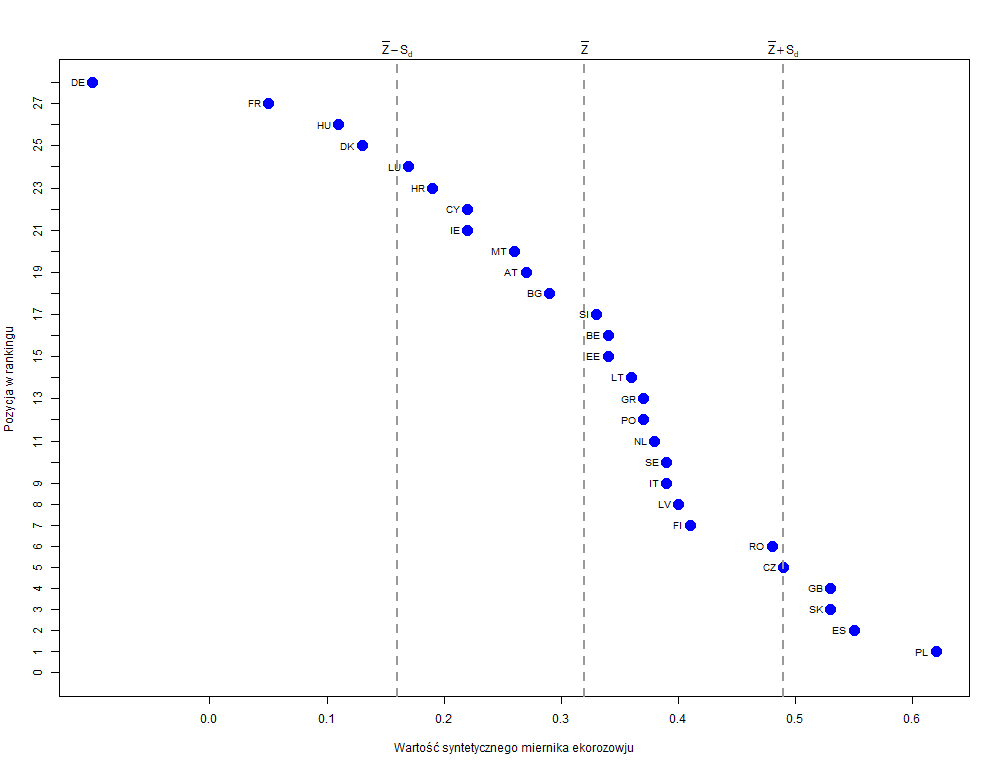 Z̅ − Sd Z̅ Z̅ + Sd
DE
27 FR
HU
25 DK
LU
23 HR
CY
21 IE
MT
19 AT
BG
17 SI
BE
15 EE
LT
13 GR
PO
11 NL
SE
9 IT
8 LV
7 FI
6 RO
5 CZ
4 GB
3 SK
2 ES
1 PL
0
Pozycja w rankingu
0.0 0.1 0.2 0.3 0.4 0.5 0.6
Wartość syntetycznego miernika ekorozowju